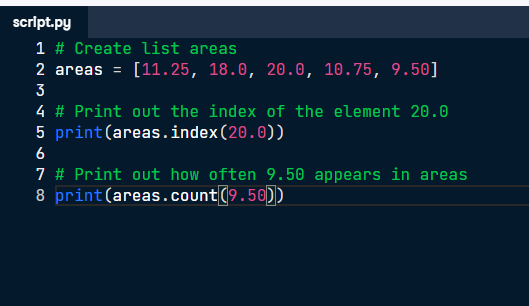 script.py
1 # Create list areas
2 areas = [11.25, 18.0, 20.0, 10.75, 9.50]
3
4 # Print out the index of the element 20.0
5 print(areas.index(20.0))
6
7 # Print out how often 9.50 appears in areas
8 print(areas.count(9.50))